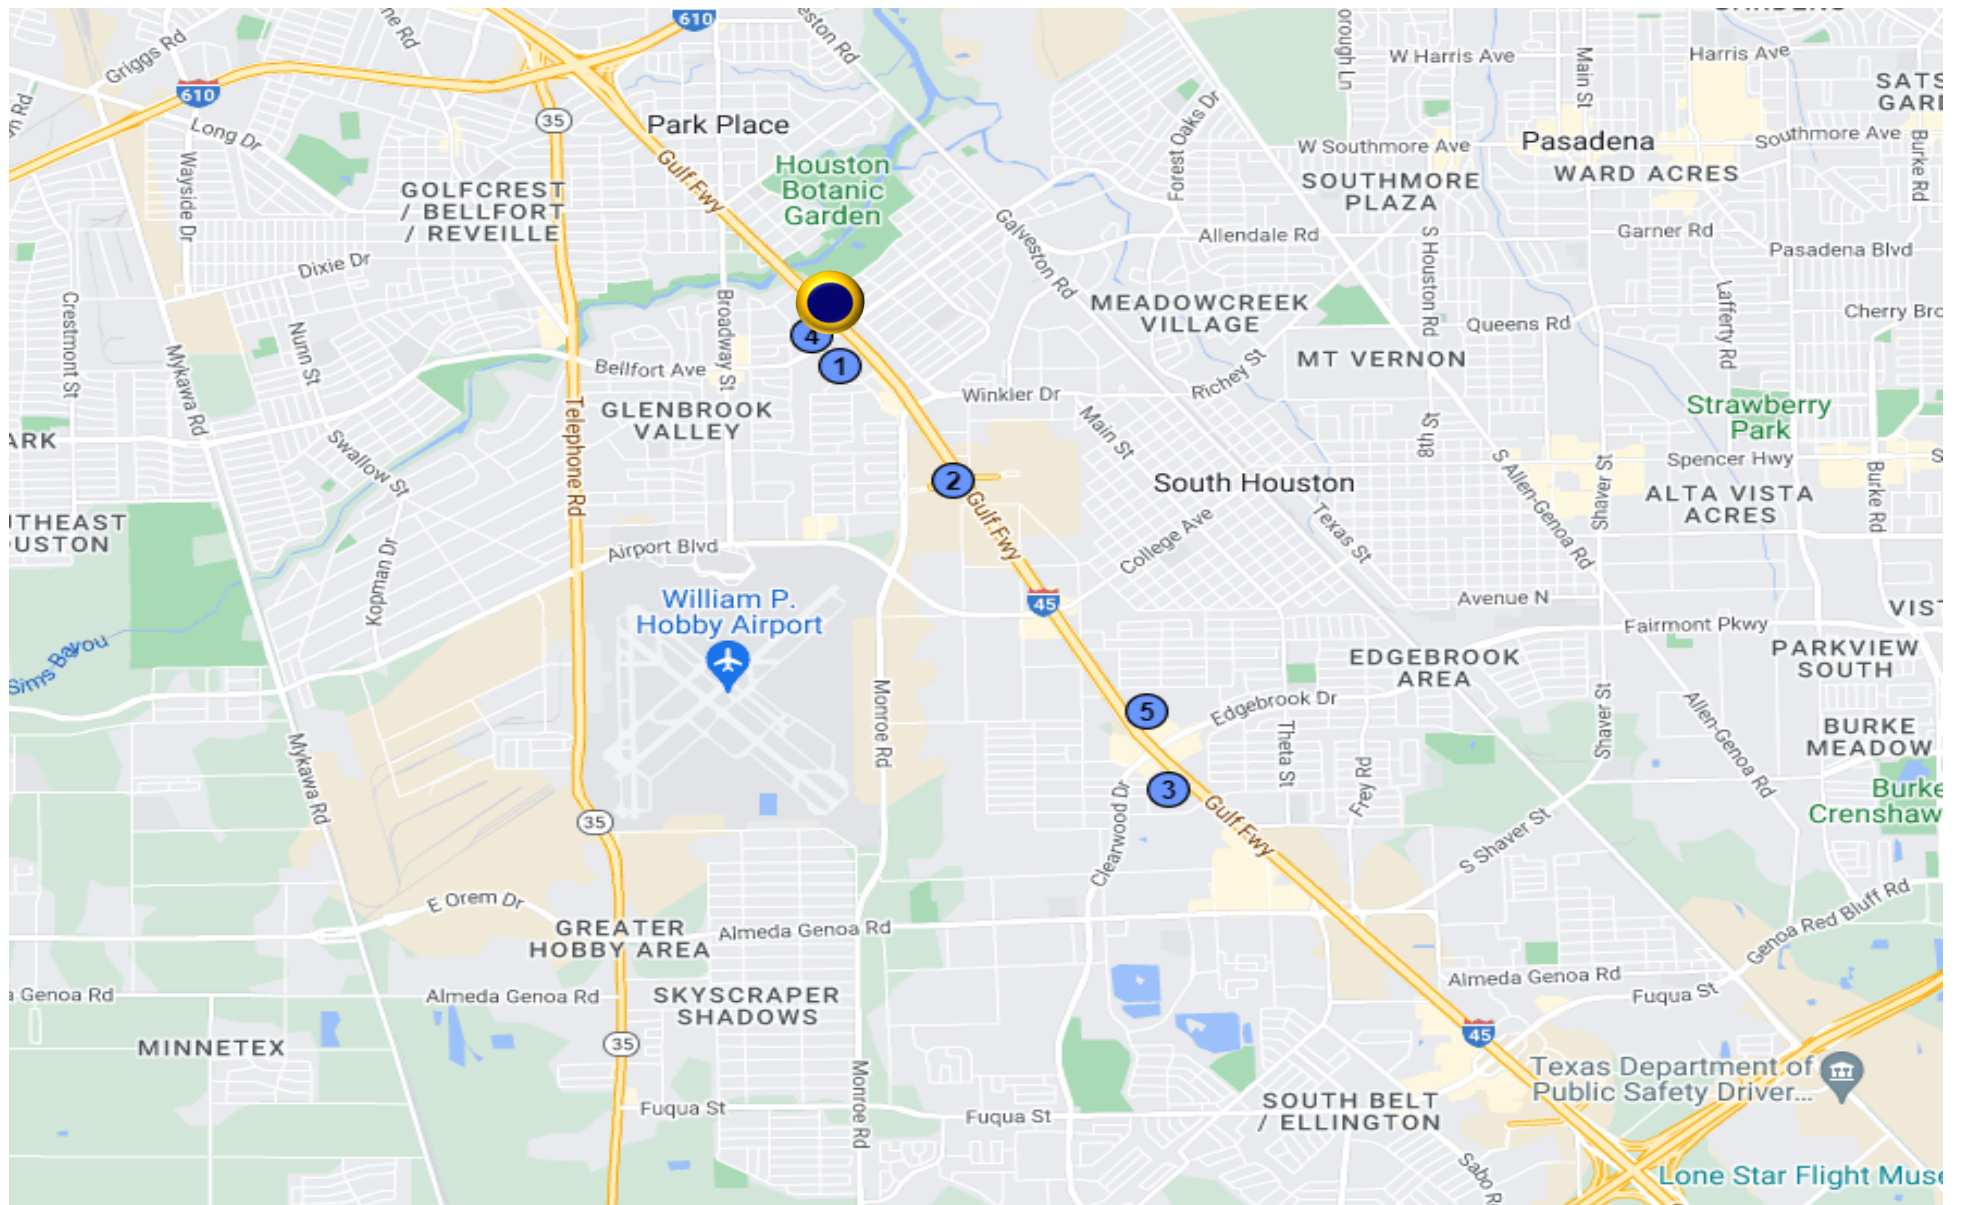 610
Griggs Rd
610
35
Long Dr
Wayside Dr
Park Place
Gulf Fwy
Houston
Botanic
Garden
GOLFCREST
/ BELLFORT
/ REVEILLE
Dixie Dr
Crestmont St
Nunn St
Mykawa Rd
Broadway St
Bellfort Ave
4
1
GLENBROOK
VALLEY
Telephone Rd
Swallow St
Kopman Dr
Airport Blvd
William P.
Hobby Airport
Sims Bayou
Mykawa Rd
Monroe Rd
35
E Orem Dr
GREATER
HOBBY AREA
Almeda Genoa Rd
Genoa Rd
Almeda Genoa Rd
SKYSCRAPER
SHADOWS
MINNETEX
35
Fuqua St
Monroe Rd
Fuqua St
W Harris Ave
Main St
Harris Ave
Forest Oaks Dr
W Southmore Ave
Pasadena
Southmore Ave
Burke Rd
WARD ACRES
SOUTHMORE
PLAZA
Galveston Rd
Allendale Rd
S Houston Rd
Garner Rd
Pasadena Blvd
MEADOWCREEK
VILLAGE
Queens Rd
Lafferty Rd
MT VERNON
Richey St
Winkler Dr
Main St
8th St
Strawberry
Park
Spencer Hwy
S Allen-Genoa Rd
Shaver St
Burke Rd
ALTA VISTA
ACRES
2
South Houston
Gulf Fwy
College Ave
Texas St
45
Avenue N
Fairmont Pkwy
PARKVIEW
SOUTH
EDGEBROOK
AREA
5
Edgebrook Dr
Theta St
Frey Rd
Shaver St
Allen-Genoa Rd
BURKE
MEADOW
3
Clearwood Dr
Gulf Fwy
S Shaver St
Genoa Red Bluff Rd
Almeda Genoa Rd
Fuqua St
45
Texas Department of
Public Safety Driver...
SOUTH BELT
/ ELLINGTON
Lone Star Flight